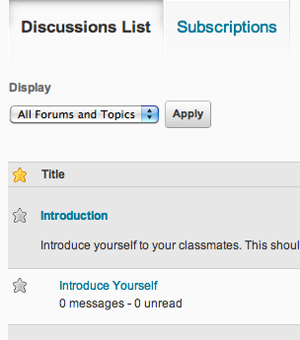 Discussions List Subscriptions
Display
All Forums and Topics Apply
Title
Introduction
Introduce yourself to your classmates. This
Introduce Yourself
0 messages - 0 unread